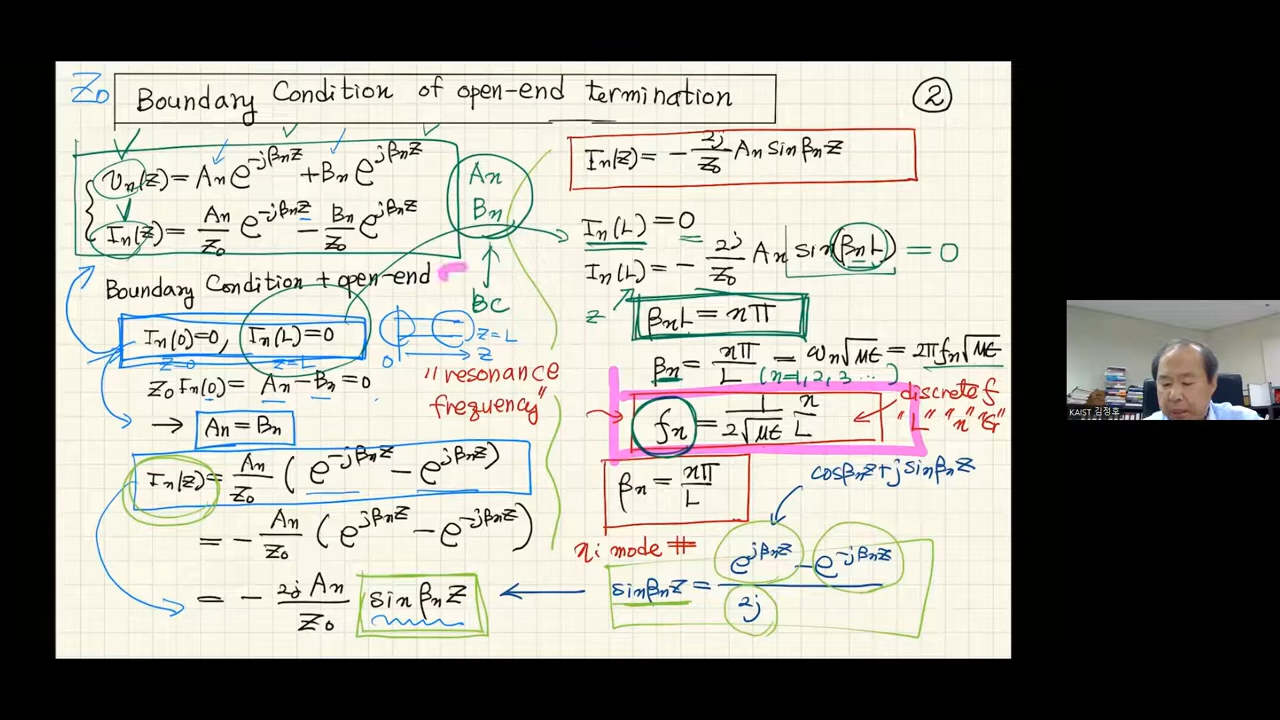 Z₀
Boundary Condition of open-end termination
②
Vn(z) = An e^{-jβnz} + Bn e^{jβnz}
In(z) = An/Z₀ e^{-jβnz} - Bn/Z₀ e^{jβnz}
An
Bn
BC
Boundary Condition + open-end
In(0)=0, In(L)=0
z=0 z=L
0 z z=L
Z₀ In(0) = An - Bn = 0
→ An = Bn
In(z) = An/Z₀ ( e^{-jβnz} - e^{jβnz} )
= - An/Z₀ ( e^{jβnz} - e^{-jβnz} )
= - 2j An/Z₀ sin βnz
"resonance
frequency"
In(z) = - 2j/Z₀ An sin βnz
In(L) = 0
In(L) = - 2j/Z₀ An sin(βnL) = 0
z
βnL = nπ
βn = nπ/L = ωn√με = 2πfn√με
(n=1, 2, 3 ...)
fn = 1/(2√με) n/L
discrete f
"L" "n" "εr"
βn = nπ/L
cosβnz + j sinβnz
n: mode #
sinβnz = (e^{jβnz} - e^{-jβnz}) / 2j
KAIST 김정호